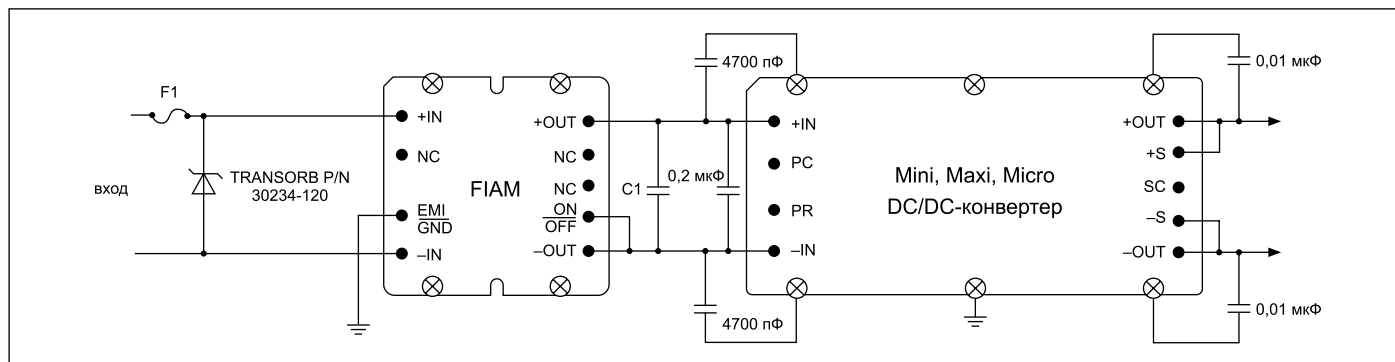 F1
вход
TRANSORB P/N
30234-120
+IN
NC
EMI
GND
–IN
FIAM
+OUT
NC
NC
ON
OFF
–OUT
C1
0,2 мкФ
4700 пФ
4700 пФ
+IN
PC
PR
–IN
Mini, Maxi, Micro
DC/DC-конвертер
+OUT
+S
SC
–S
–OUT
0,01 мкФ
0,01 мкФ